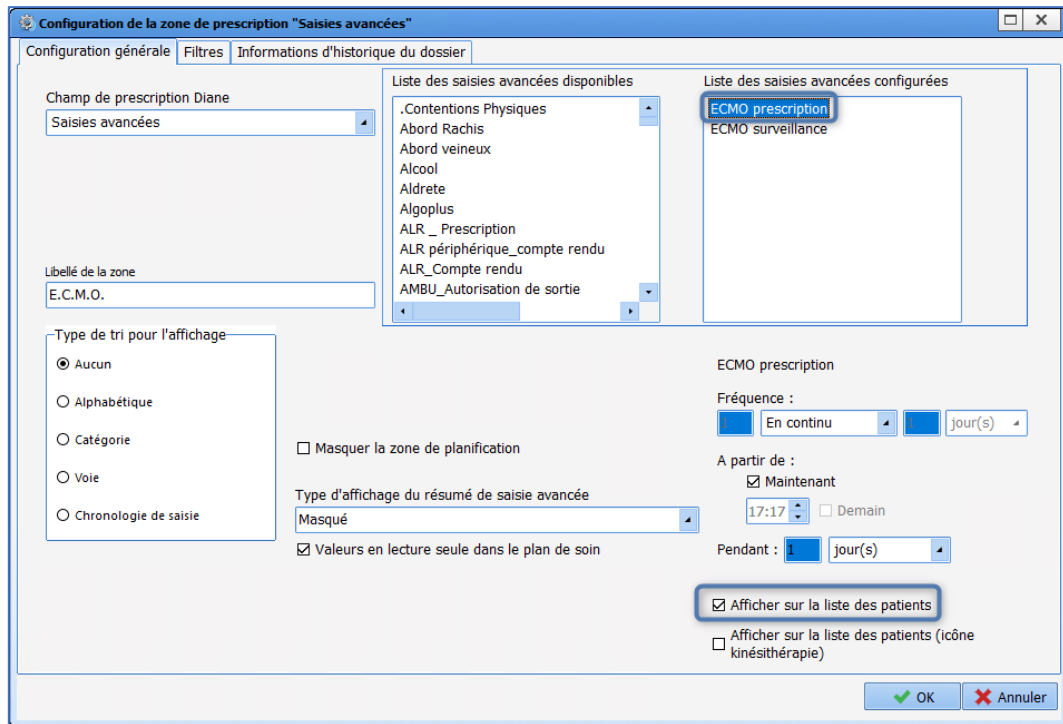 Configuration de la zone de prescription "Saisies avancées"
Configuration générale
Filtres
Informations d'historique du dossier
Champ de prescription Diane
Saisies avancées
Liste des saisies avancées disponibles
.Contentions Physiques
Abord Rachis
Abord veineux
Alcool
Aldrete
Algoplus
ALR _ Prescription
ALR périphérique_compte rendu
ALR_Compte rendu
AMBU_Autorisation de sortie
Liste des saisies avancées configurées
ECMO prescription
ECMO surveillance
Libellé de la zone
E.C.M.O.
Type de tri pour l'affichage
Aucun
Alphabétique
Catégorie
Voie
Chronologie de saisie
Masquer la zone de planification
Type d'affichage du résumé de saisie avancée
Masqué
Valeurs en lecture seule dans le plan de soin
ECMO prescription
Fréquence :
1 En continu 1 jour(s)
A partir de :
Maintenant
17:17 Demain
Pendant : 1 jour(s)
Afficher sur la liste des patients
Afficher sur la liste des patients (icône
kinésithérapie)
OK
Annuler